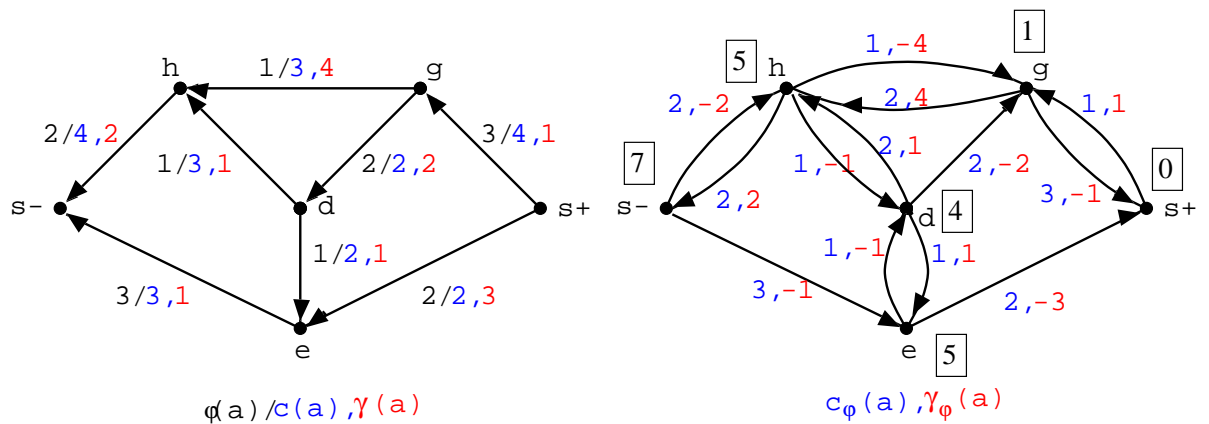 1
h
1/3,4
g
1,-4
5
h
g
2/4,2
1/3,1
2/2,2
3/4,1
2,-2
2,4
1,1
7
1,-1
2,1
2,-2
3,-1
0
s-
d
s+
s-
2,2
d
4
s+
1/2,1
1,-1
1,1
3/3,1
2/2,3
3,-1
2,-3
e
e
5
φ(a)/c(a),γ(a)
cφ(a),γφ(a)